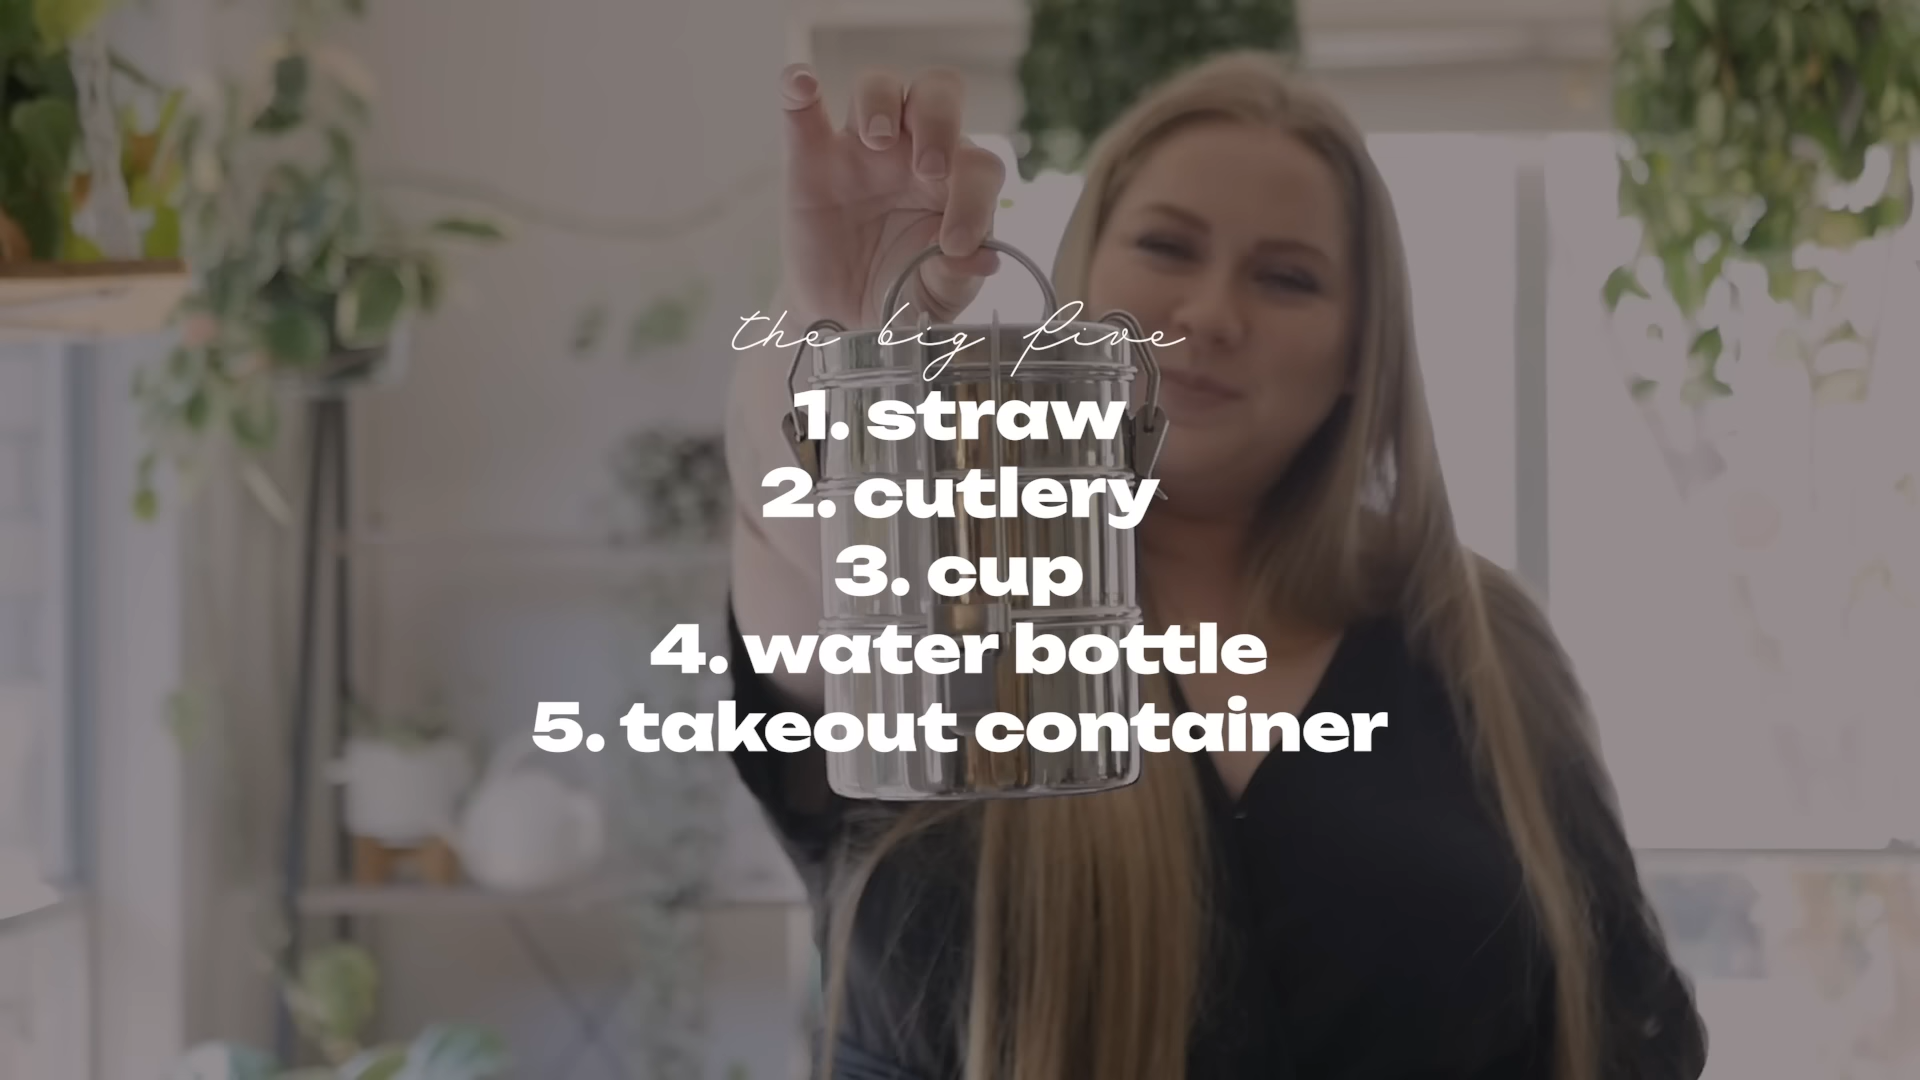 the big five
1. straw
2. cutlery
3. cup
4. water bottle
5. takeout container